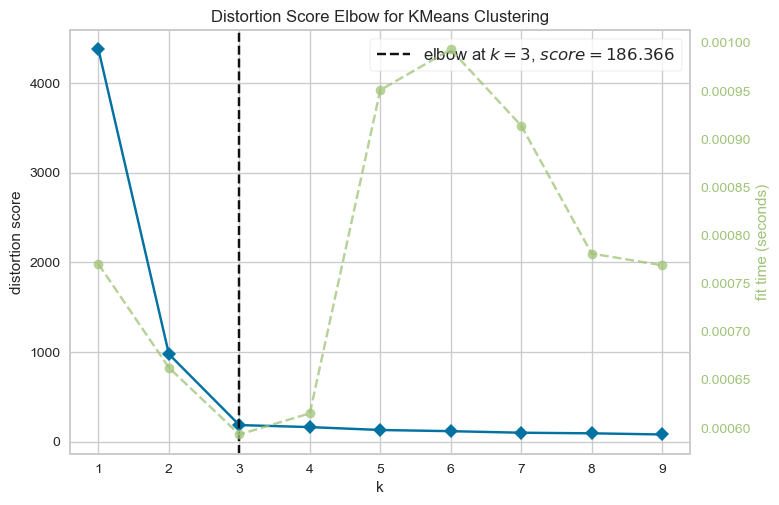 Distortion Score Elbow for KMeans Clustering
elbow at k = 3, score = 186.366
distortion score
4000
3000
2000
1000
0
1 2 3 4 5 6 7 8 9
k
0.00100
0.00095
0.00090
0.00085
0.00080
0.00075
0.00070
0.00065
0.00060
fit time (seconds)